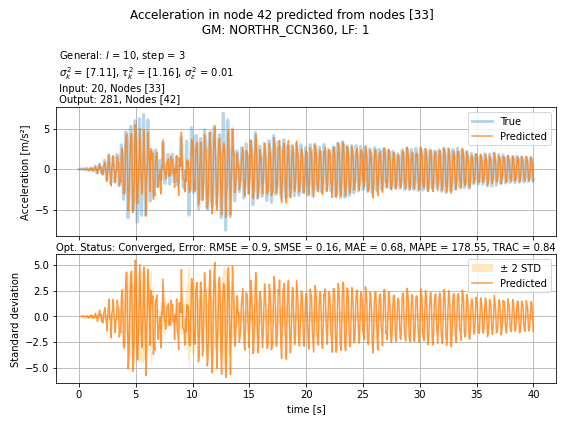 Acceleration in node 42 predicted from nodes [33]
GM: NORTHR_CCN360, LF: 1
General: l = 10, step = 3
σ²ₖ = [7.11], τ²ₖ = [1.16], σ²ₑ = 0.01
Input: 20, Nodes [33]
Output: 281, Nodes [42]
Acceleration [m/s²]
5
0
−5
True
Predicted
Opt. Status: Converged, Error: RMSE = 0.9, SMSE = 0.16, MAE = 0.68, MAPE = 178.55, TRAC = 0.84
Standard deviation
5.0
2.5
0.0
−2.5
−5.0
± 2 STD
Predicted
0 5 10 15 20 25 30 35 40
time [s]